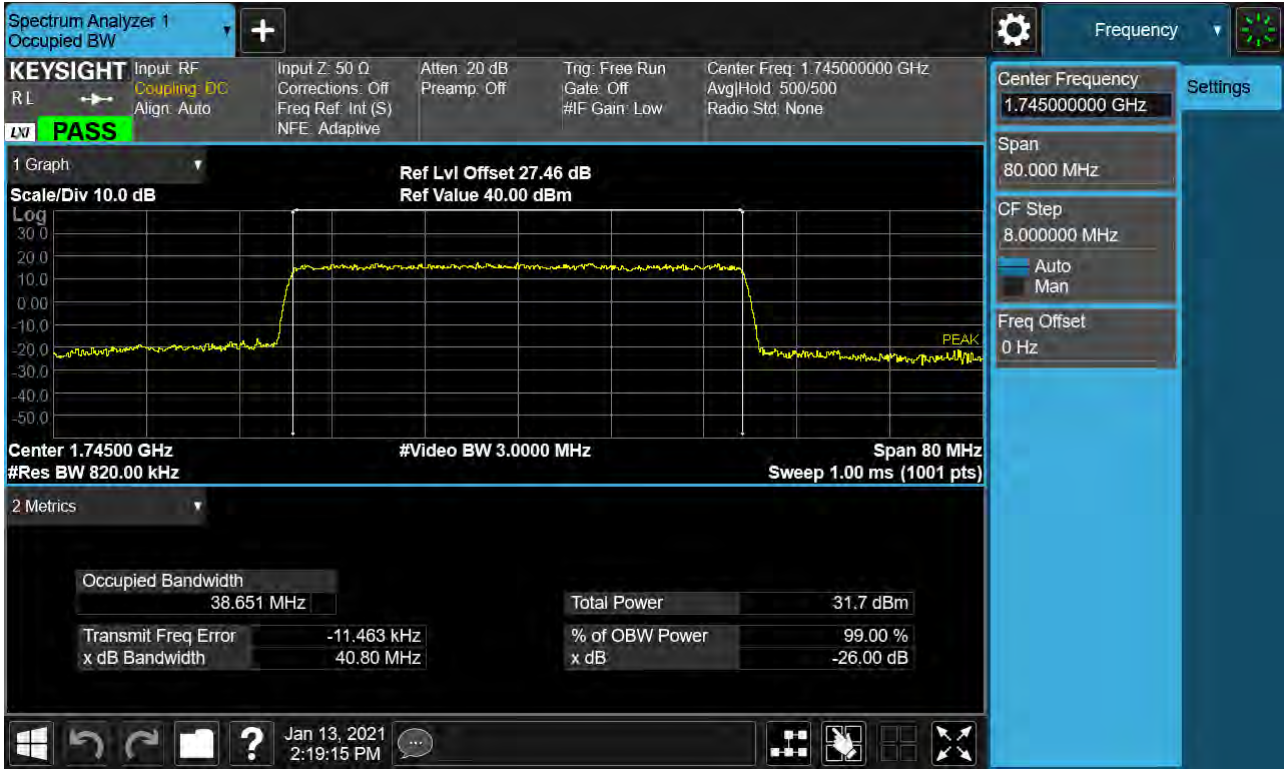 Spectrum Analyzer 1
Occupied BW
Frequency
KEYSIGHT
RL
LXI
PASS
Input: RF
Coupling: DC
Align: Auto
Input Z: 50 Ω
Corrections: Off
Freq Ref: Int (S)
NFE: Adaptive
Atten: 20 dB
Preamp: Off
Trig: Free Run
Gate: Off
#IF Gain: Low
Center Freq: 1.745000000 GHz
Avg|Hold: 500/500
Radio Std: None
Center Frequency
1.745000000 GHz
Settings
Span
80.000 MHz
CF Step
8.000000 MHz
Auto
Man
Freq Offset
0 Hz
1 Graph
Scale/Div 10.0 dB
Ref Lvl Offset 27.46 dB
Ref Value 40.00 dBm
Log
30.0
20.0
10.0
0.00
-10.0
-20.0
-30.0
-40.0
-50.0
PEAK
Center 1.74500 GHz
#Video BW 3.0000 MHz
Span 80 MHz
#Res BW 820.00 kHz
Sweep 1.00 ms (1001 pts)
2 Metrics
Occupied Bandwidth
38.651 MHz
Total Power 31.7 dBm
Transmit Freq Error -11.463 kHz
% of OBW Power 99.00 %
x dB Bandwidth 40.80 MHz
x dB -26.00 dB
?
Jan 13, 2021
2:19:15 PM